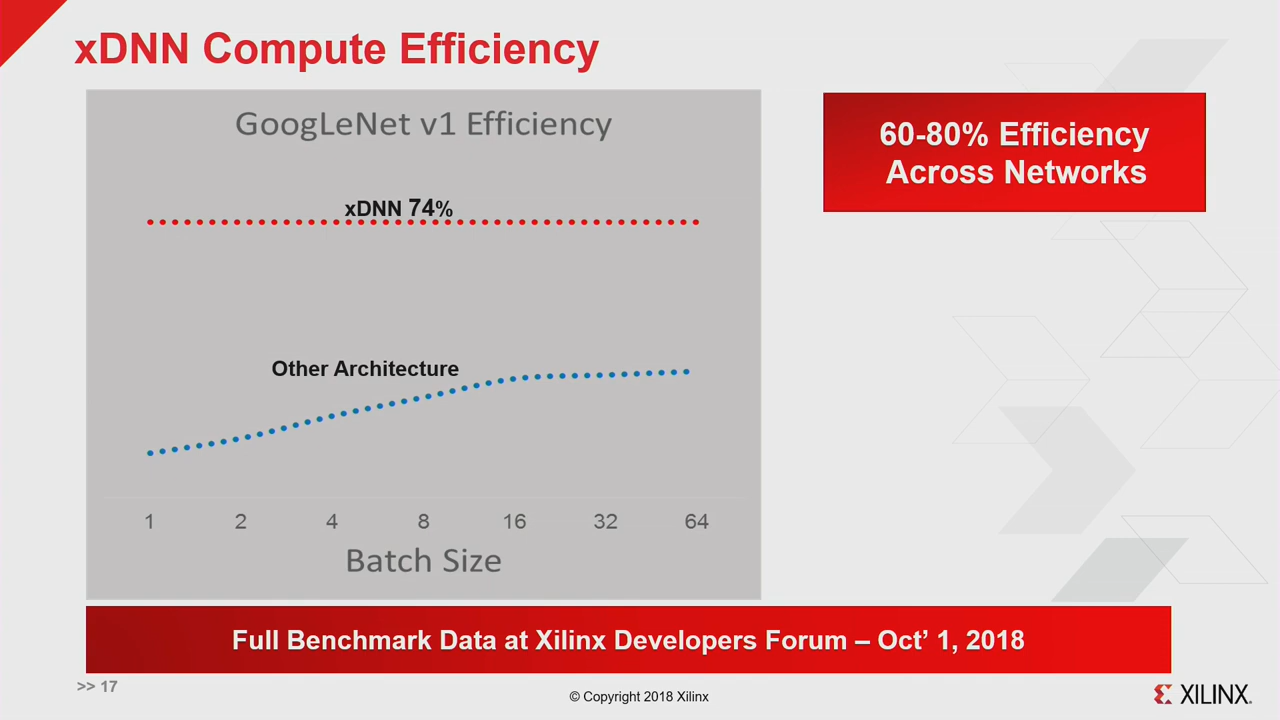 xDNN Compute Efficiency
GoogLeNet v1 Efficiency
60-80% Efficiency
Across Networks
xDNN 74%
Other Architecture
1 2 4 8 16 32 64
Batch Size
Full Benchmark Data at Xilinx Developers Forum – Oct’ 1, 2018
>> 17
© Copyright 2018 Xilinx
XILINX.